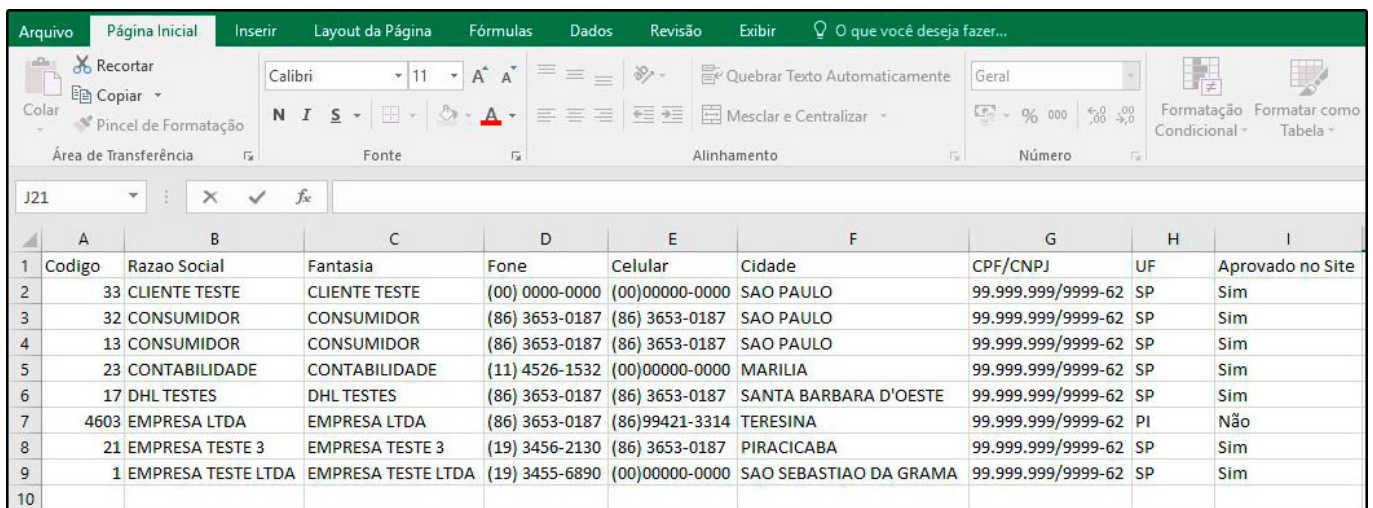 Arquivo Página Inicial Inserir Layout da Página Fórmulas Dados Revisão Exibir O que você deseja fazer...
Recortar
Copiar
Pincel de Formatação
Colar
Área de Transferência
Calibri 11 A A
N I S A
Fonte
Quebrar Texto Automaticamente
Mesclar e Centralizar
Alinhamento
Geral
% 000 ,00 ,0
Número
Formatação Condicional
Formatar como Tabela
J21 fx
A B C D E F G H I
1 Codigo Razao Social Fantasia Fone Celular Cidade CPF/CNPJ UF Aprovado no Site
2 33 CLIENTE TESTE CLIENTE TESTE (00) 0000-0000 (00)00000-0000 SAO PAULO 99.999.999/9999-62 SP Sim
3 32 CONSUMIDOR CONSUMIDOR (86) 3653-0187 (86) 3653-0187 SAO PAULO 99.999.999/9999-62 SP Sim
4 13 CONSUMIDOR CONSUMIDOR (86) 3653-0187 (86) 3653-0187 SAO PAULO 99.999.999/9999-62 SP Sim
5 23 CONTABILIDADE CONTABILIDADE (11) 4526-1532 (00)00000-0000 MARILIA 99.999.999/9999-62 SP Sim
6 17 DHL TESTES DHL TESTES (86) 3653-0187 (86) 3653-0187 SANTA BARBARA D'OESTE 99.999.999/9999-62 SP Sim
7 4603 EMPRESA LTDA EMPRESA LTDA (86) 3653-0187 (86)99421-3314 TERESINA 99.999.999/9999-62 PI Não
8 21 EMPRESA TESTE 3 EMPRESA TESTE 3 (19) 3456-2130 (86) 3653-0187 PIRACICABA 99.999.999/9999-62 SP Sim
9 1 EMPRESA TESTE LTDA EMPRESA TESTE LTDA (19) 3455-6890 (00)00000-0000 SAO SEBASTIAO DA GRAMA 99.999.999/9999-62 SP Sim
10